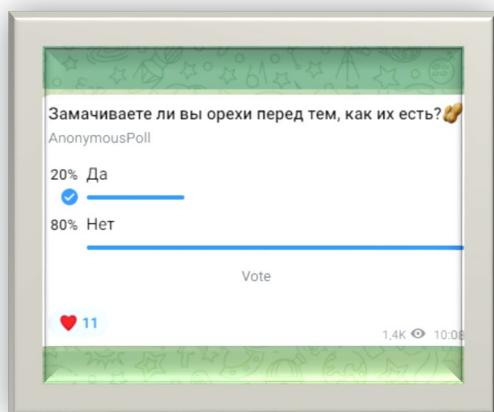 Замачиваете ли вы орехи перед тем, как их есть?🥜
AnonymousPoll
20% Да
80% Нет
Vote
❤️ 11
1,4K 10:08